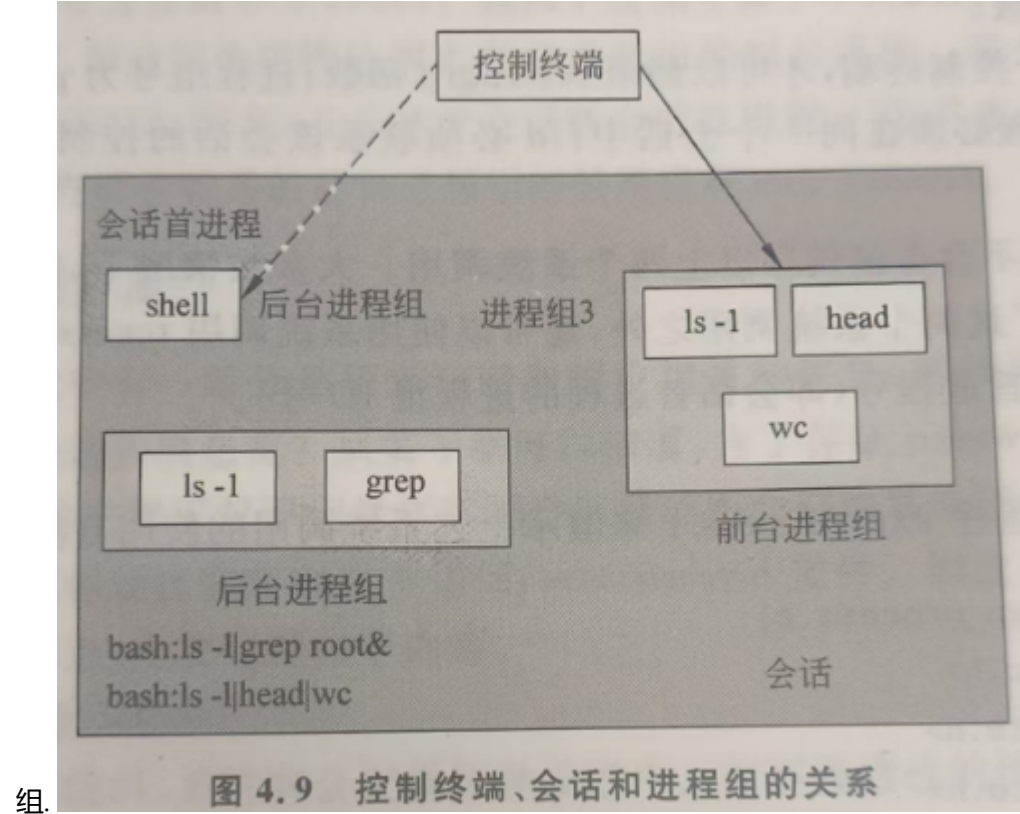 控制终端
会话首进程
shell
后台进程组
进程组3
ls -1
head
wc
ls -1
grep
前台进程组
后台进程组
bash:ls -l|grep root&
bash:ls -l|head|wc
会话
组.
图 4.9 控制终端、会话和进程组的关系